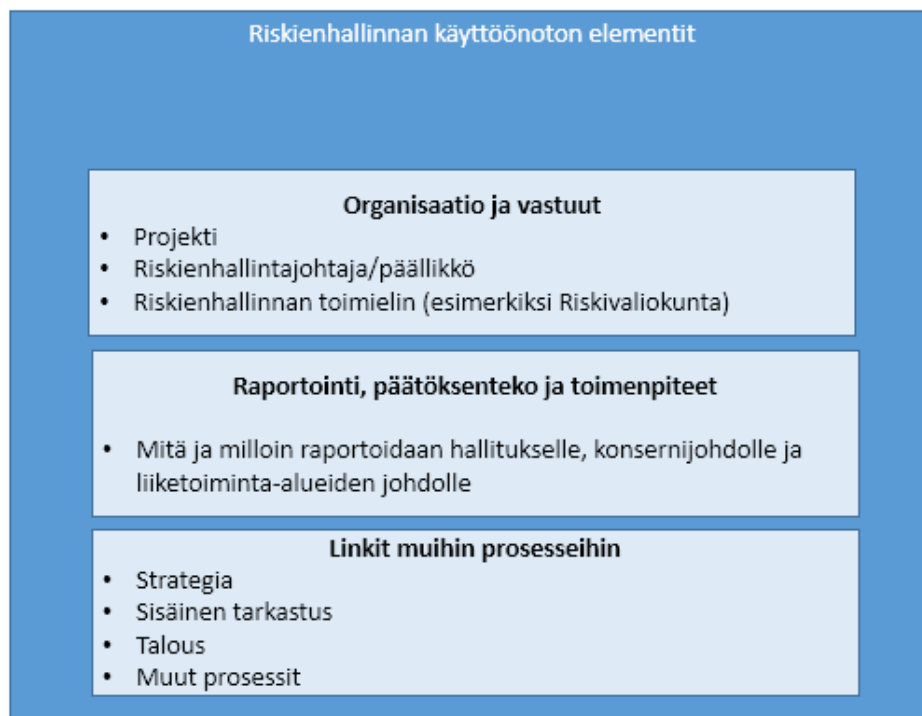 Riskienhallinnan käyttöönoton elementit
Organisaatio ja vastuut
• Projekti
• Riskienhallintajohtaja/päällikkö
• Riskienhallinnan toimielin (esimerkiksi Riskivaliokunta)
Raportointi, päätöksenteko ja toimenpiteet
• Mitä ja milloin raportoidaan hallitukselle, konsernijohdolle ja
liiketoiminta-alueiden johdolle
Linkit muihin prosesseihin
• Strategia
• Sisäinen tarkastus
• Talous
• Muut prosessit